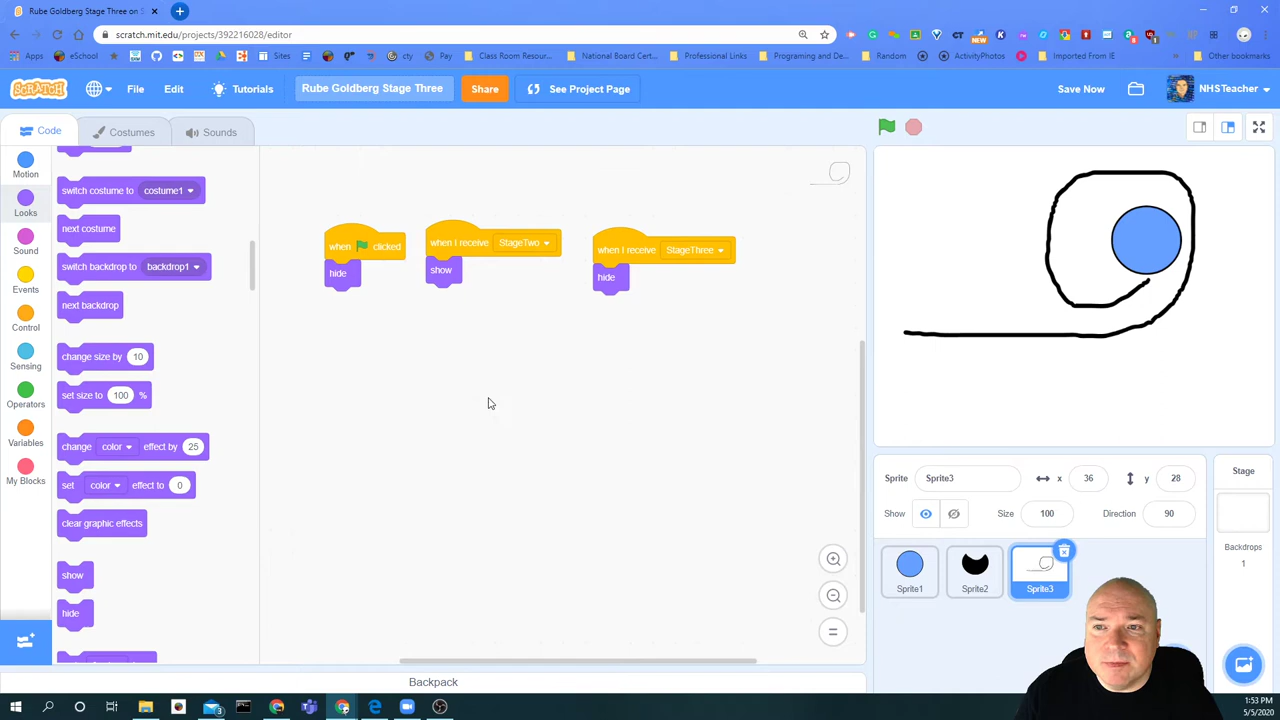 Rube Goldberg Stage Three on S
scratch.mit.edu/projects/392216028/editor
Apps
eSchool
Sites
cty
Pay
Class Room Resour...
National Board Cert...
Professional Links
Programing and De...
Random
ActivityPhotos
Imported From IE
Other bookmarks
SCRATCH
File
Edit
Tutorials
Rube Goldberg Stage Three
Share
See Project Page
Save Now
NHSTeacher
Code
Costumes
Sounds
Motion
Looks
Sound
Events
Control
Sensing
Operators
Variables
My Blocks
switch costume to costume1
next costume
switch backdrop to backdrop1
next backdrop
change size by 10
set size to 100 %
change color effect by 25
set color effect to 0
clear graphic effects
show
hide
when clicked
hide
when I receive StageTwo
show
when I receive StageThree
hide
Backpack
Sprite Sprite3 x 36 y 28
Show Size 100 Direction 90
Sprite1
Sprite2
Sprite3
Stage
Backdrops
1
1:53 PM
5/5/2020